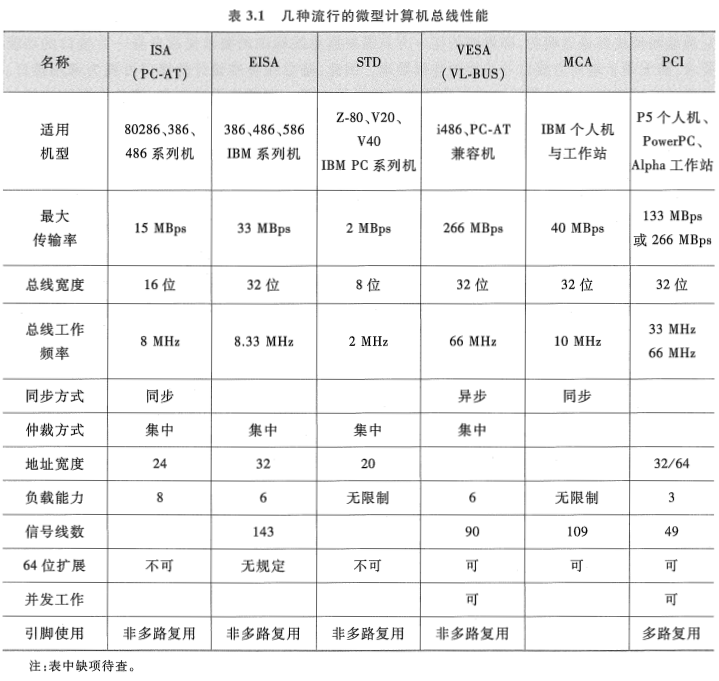 表 3.1 几种流行的微型计算机总线性能
名称 ISA (PC-AT) EISA STD VESA (VL-BUS) MCA PCI
适用机型 80286、386、486 系列机 386、486、586 IBM 系列机 Z-80、V20、V40 IBM PC 系列机 i486、PC-AT 兼容机 IBM 个人机与工作站 P5 个人机、PowerPC、Alpha 工作站
最大传输率 15 MBps 33 MBps 2 MBps 266 MBps 40 MBps 133 MBps 或 266 MBps
总线宽度 16 位 32 位 8 位 32 位 32 位 32 位
总线工作频率 8 MHz 8.33 MHz 2 MHz 66 MHz 10 MHz 33 MHz 66 MHz
同步方式 同步 异步 同步
仲裁方式 集中 集中 集中 集中
地址宽度 24 32 20 32/64
负载能力 8 6 无限制 6 无限制 3
信号线数 143 90 109 49
64 位扩展 不可 无规定 不可 可 可 可
并发工作 可 可
引脚使用 非多路复用 非多路复用 非多路复用 非多路复用 多路复用
注:表中缺项待查。